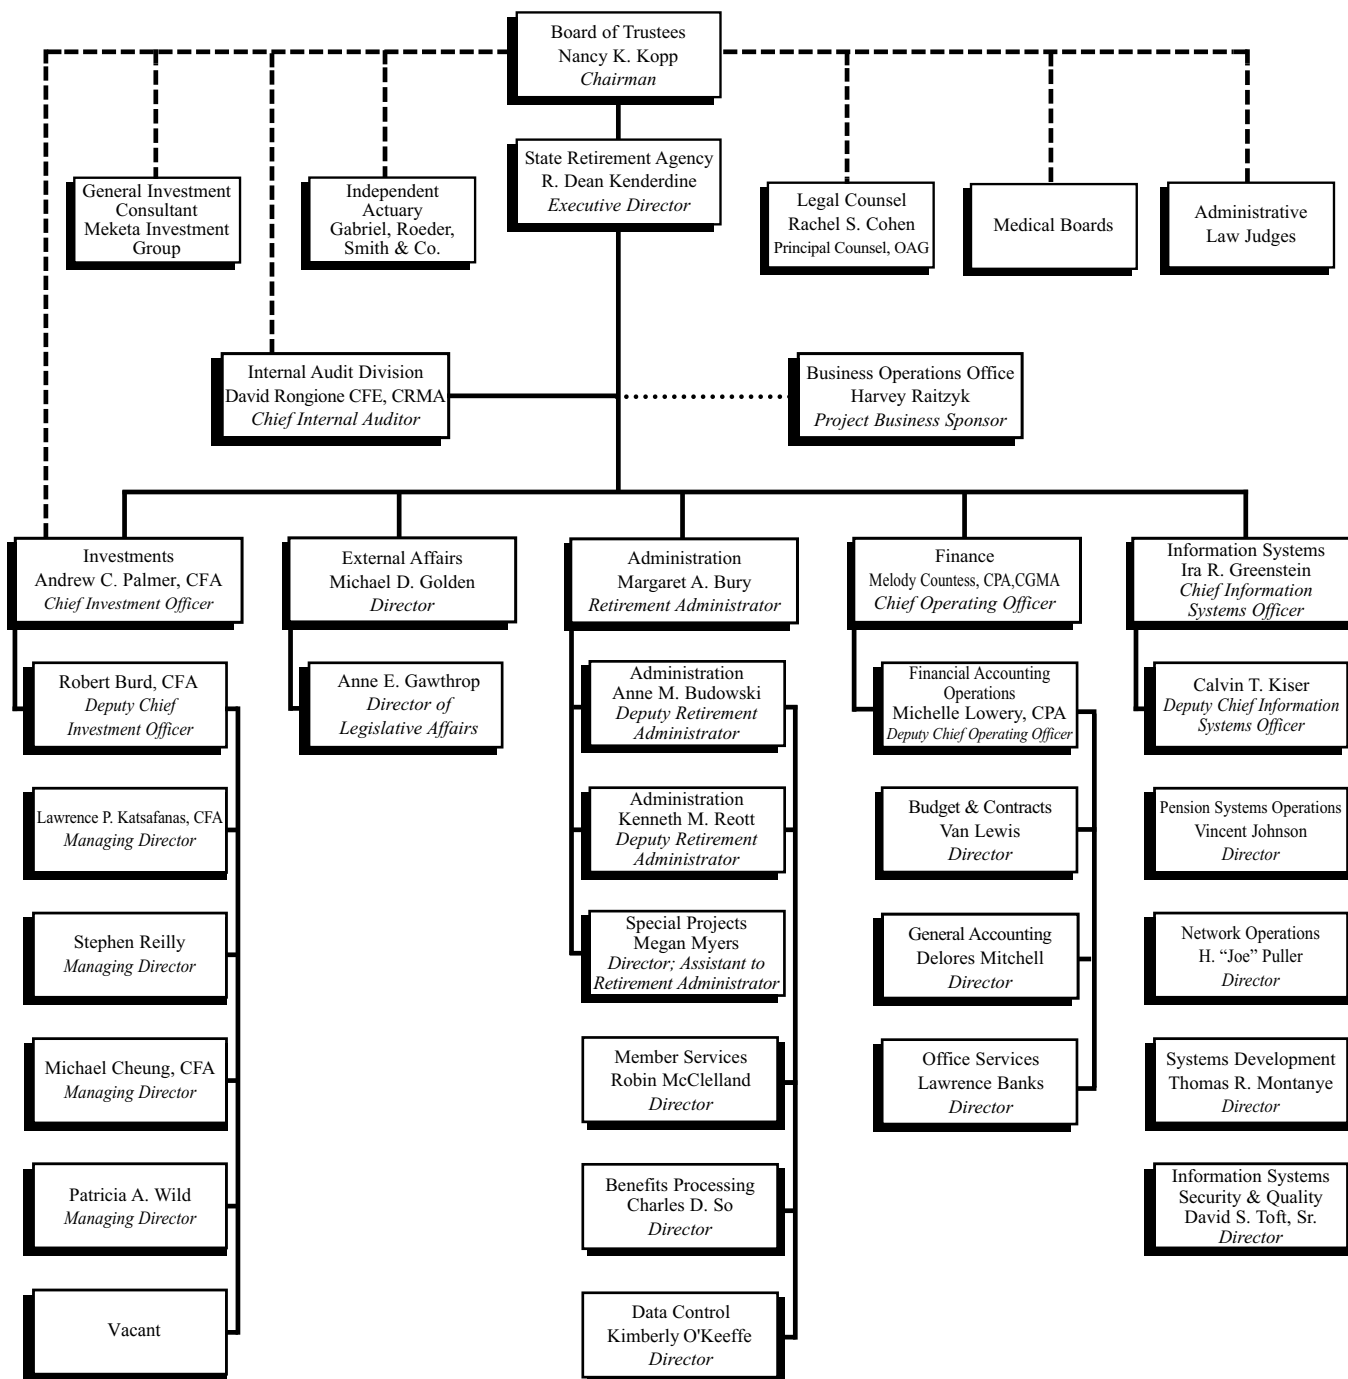 Board of Trustees
Nancy K. Kopp
Chairman
State Retirement Agency
R. Dean Kenderdine
Executive Director
General Investment
Consultant
Meketa Investment
Group
Independent
Actuary
Gabriel, Roeder,
Smith & Co.
Legal Counsel
Rachel S. Cohen
Principal Counsel, OAG
Medical Boards
Administrative
Law Judges
Internal Audit Division
David Rongione CFE, CRMA
Chief Internal Auditor
Business Operations Office
Harvey Raitzyk
Project Business Sponsor
Investments
Andrew C. Palmer, CFA
Chief Investment Officer
External Affairs
Michael D. Golden
Director
Administration
Margaret A. Bury
Retirement Administrator
Finance
Melody Countess, CPA,CGMA
Chief Operating Officer
Information Systems
Ira R. Greenstein
Chief Information
Systems Officer
Robert Burd, CFA
Deputy Chief
Investment Officer
Anne E. Gawthrop
Director of
Legislative Affairs
Administration
Anne M. Budowski
Deputy Retirement
Administrator
Financial Accounting
Operations
Michelle Lowery, CPA
Deputy Chief Operating Officer
Calvin T. Kiser
Deputy Chief Information
Systems Officer
Lawrence P. Katsafanas, CFA
Managing Director
Administration
Kenneth M. Reott
Deputy Retirement
Administrator
Budget & Contracts
Van Lewis
Director
Pension Systems Operations
Vincent Johnson
Director
Stephen Reilly
Managing Director
Special Projects
Megan Myers
Director; Assistant to
Retirement Administrator
General Accounting
Delores Mitchell
Director
Network Operations
H. “Joe” Puller
Director
Michael Cheung, CFA
Managing Director
Member Services
Robin McClelland
Director
Office Services
Lawrence Banks
Director
Systems Development
Thomas R. Montanye
Director
Patricia A. Wild
Managing Director
Benefits Processing
Charles D. So
Director
Information Systems
Security & Quality
David S. Toft, Sr.
Director
Vacant
Data Control
Kimberly O'Keeffe
Director